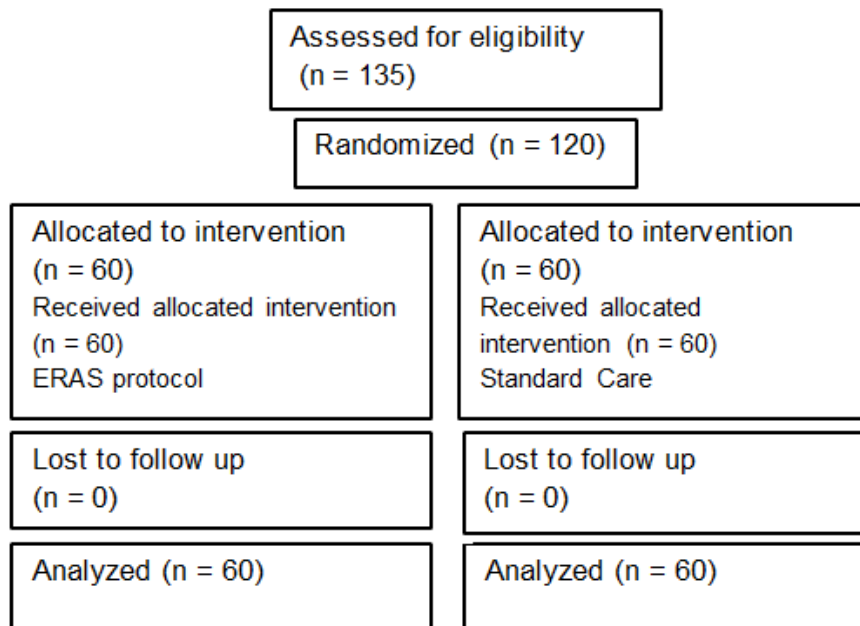 Assessed for eligibility
(n = 135)
Randomized (n = 120)
Allocated to intervention
(n = 60)
Received allocated intervention
(n = 60)
ERAS protocol
Allocated to intervention
(n = 60)
Received allocated
intervention (n = 60)
Standard Care
Lost to follow up
(n = 0)
Lost to follow up
(n = 0)
Analyzed (n = 60)
Analyzed (n = 60)